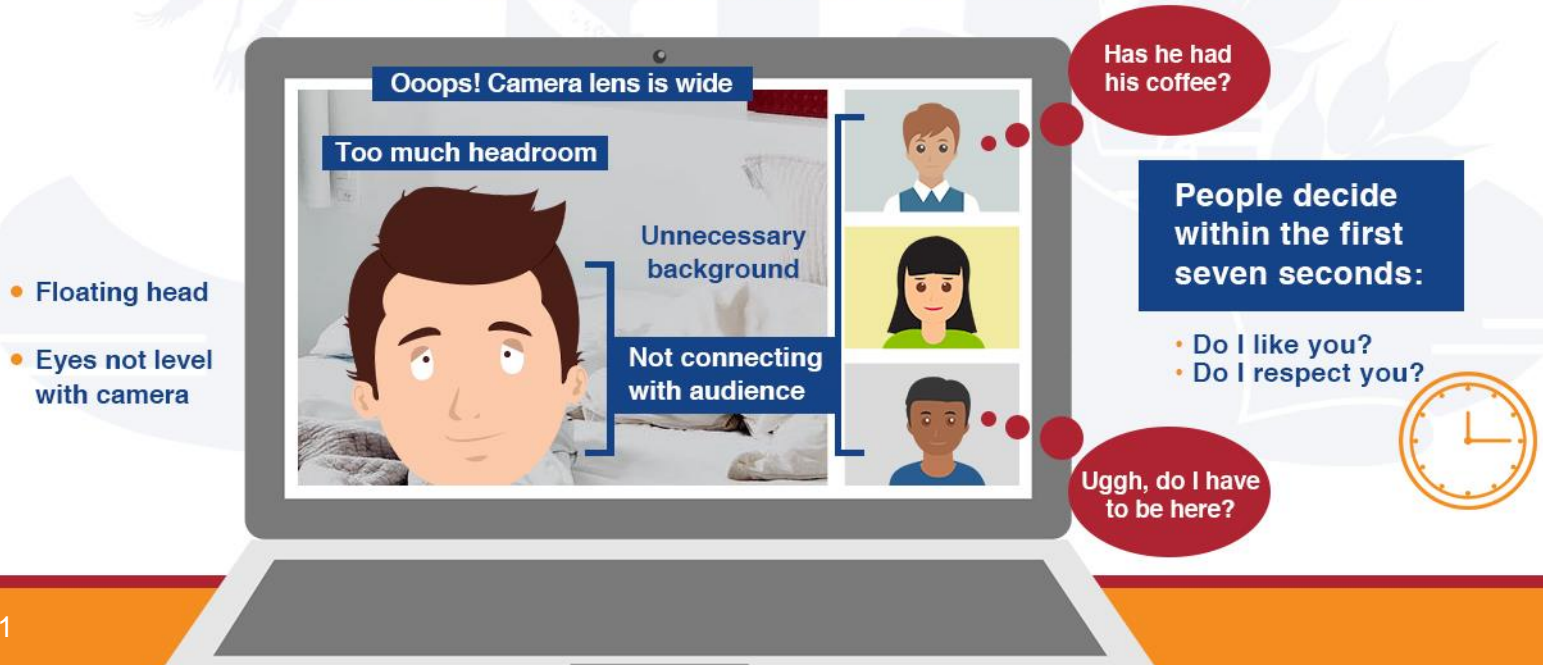 Ooops! Camera lens is wide
Too much headroom
Unnecessary
background
Not connecting
with audience
• Floating head
• Eyes not level
with camera
Has he had
his coffee?
Uggh, do I have
to be here?
People decide
within the first
seven seconds:
• Do I like you?
• Do I respect you?
1